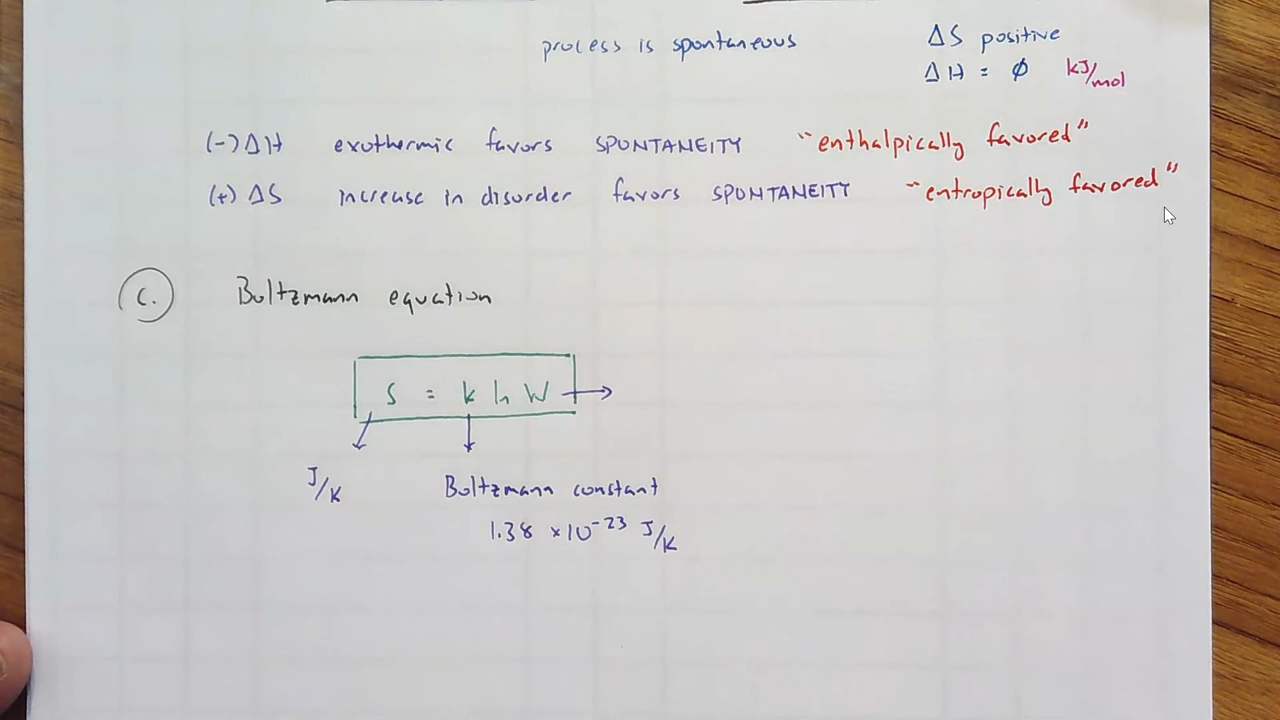 process is spontaneous ΔS positive
ΔH = ∅ kJ/mol
(-) ΔH exothermic favors SPONTANEITY "enthalpically favored"
(+) ΔS increase in disorder favors SPONTANEITY "entropically favored"
C. Boltzmann equation
S = k ln W →
J/K Boltzmann constant
1.38 × 10⁻²³ J/K